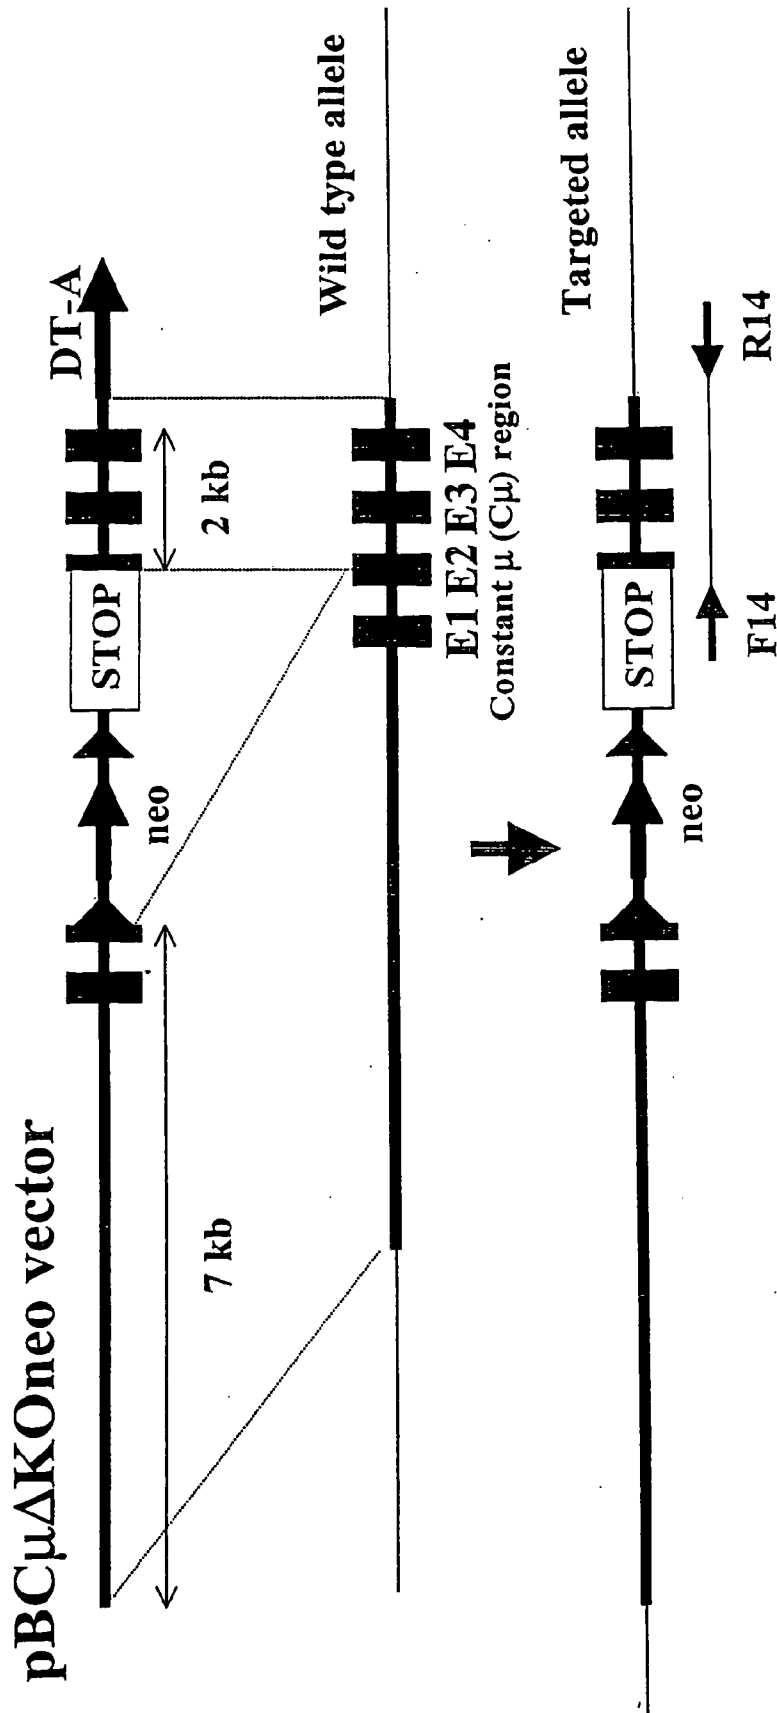 pBCμΔKOneo vector
DT-A
neo
STOP
7 kb
2 kb
Wild type allele
E1 E2 E3 E4
Constant μ (Cμ) region
Targeted allele
neo
STOP
F14
R14